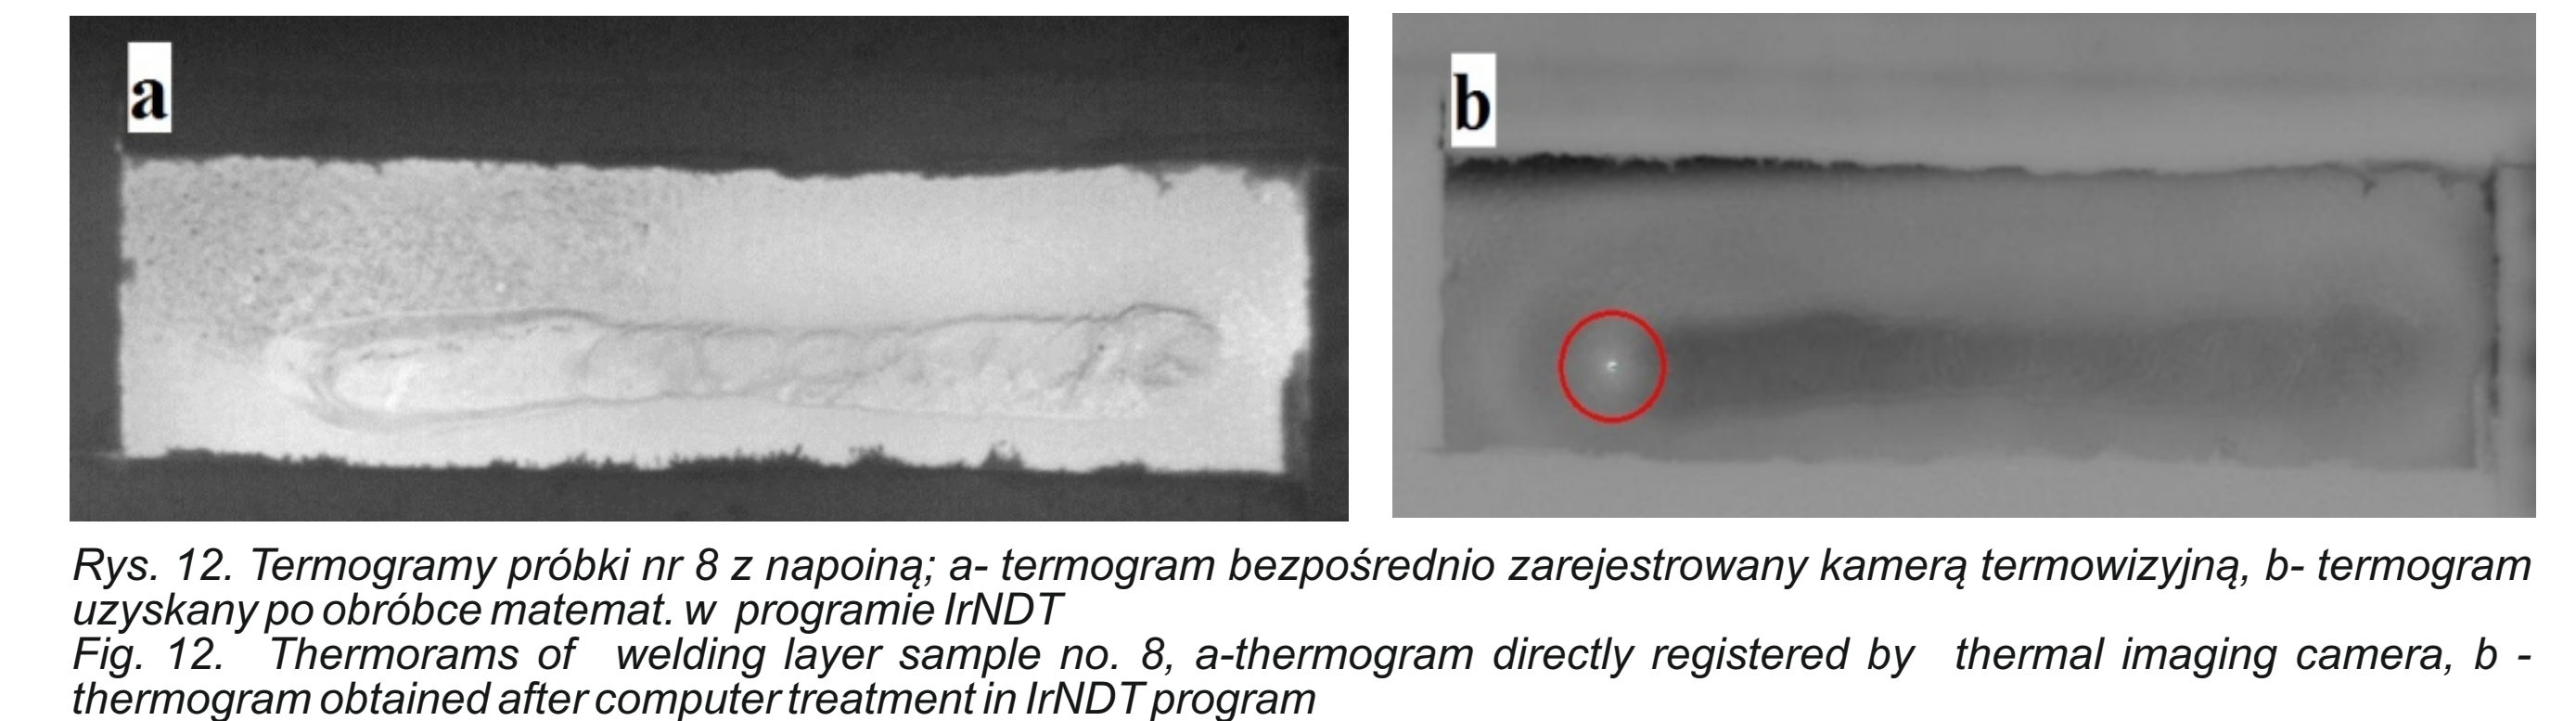 a
b
Rys. 12. Termogramy próbki nr 8 z napoiną; a- termogram bezpośrednio zarejestrowany kamerą termowizyjną, b- termogram
uzyskany po obróbce matemat. w programie IrNDT
Fig. 12. Thermorams of welding layer sample no. 8, a-thermogram directly registered by thermal imaging camera, b -
thermogram obtained after computer treatment in IrNDT program